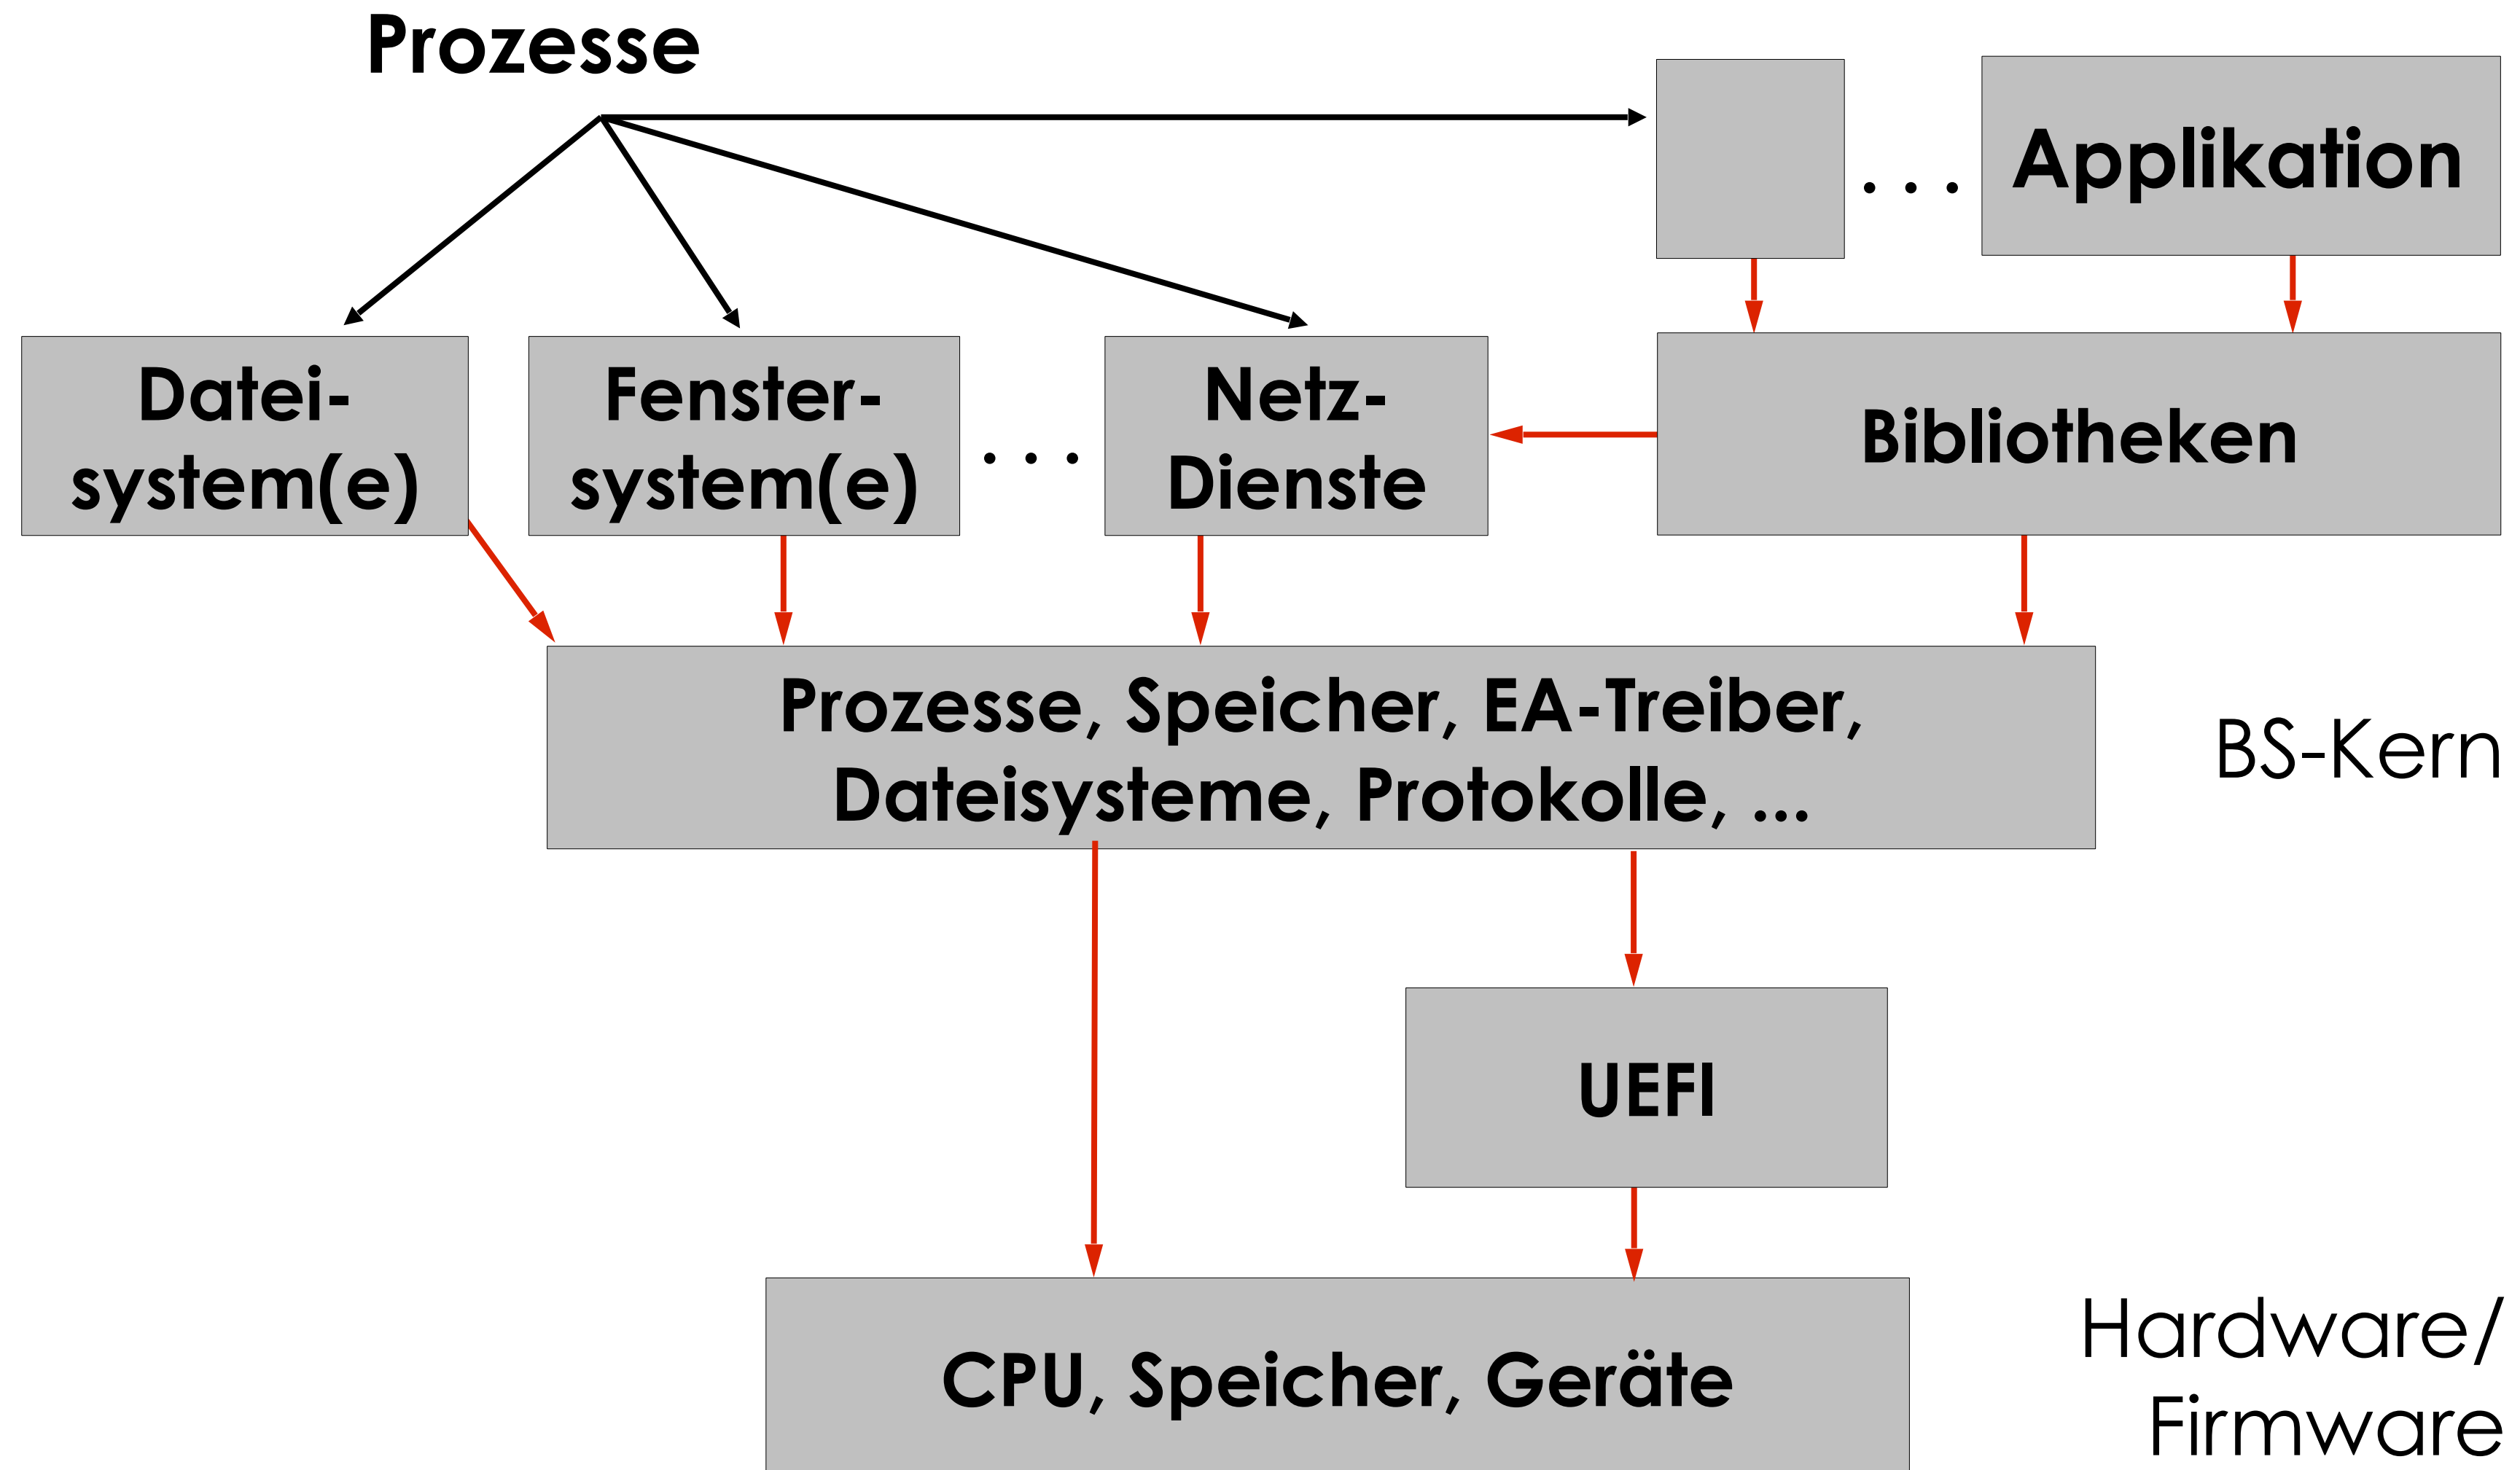 Prozesse
. . .
Applikation
Datei-
system(e)
Fenster-
system(e)
. . .
Netz-
Dienste
Bibliotheken
Prozesse, Speicher, EA-Treiber,
Dateisysteme, Protokolle, ...
BS-Kern
UEFI
CPU, Speicher, Geräte
Hardware/
Firmware